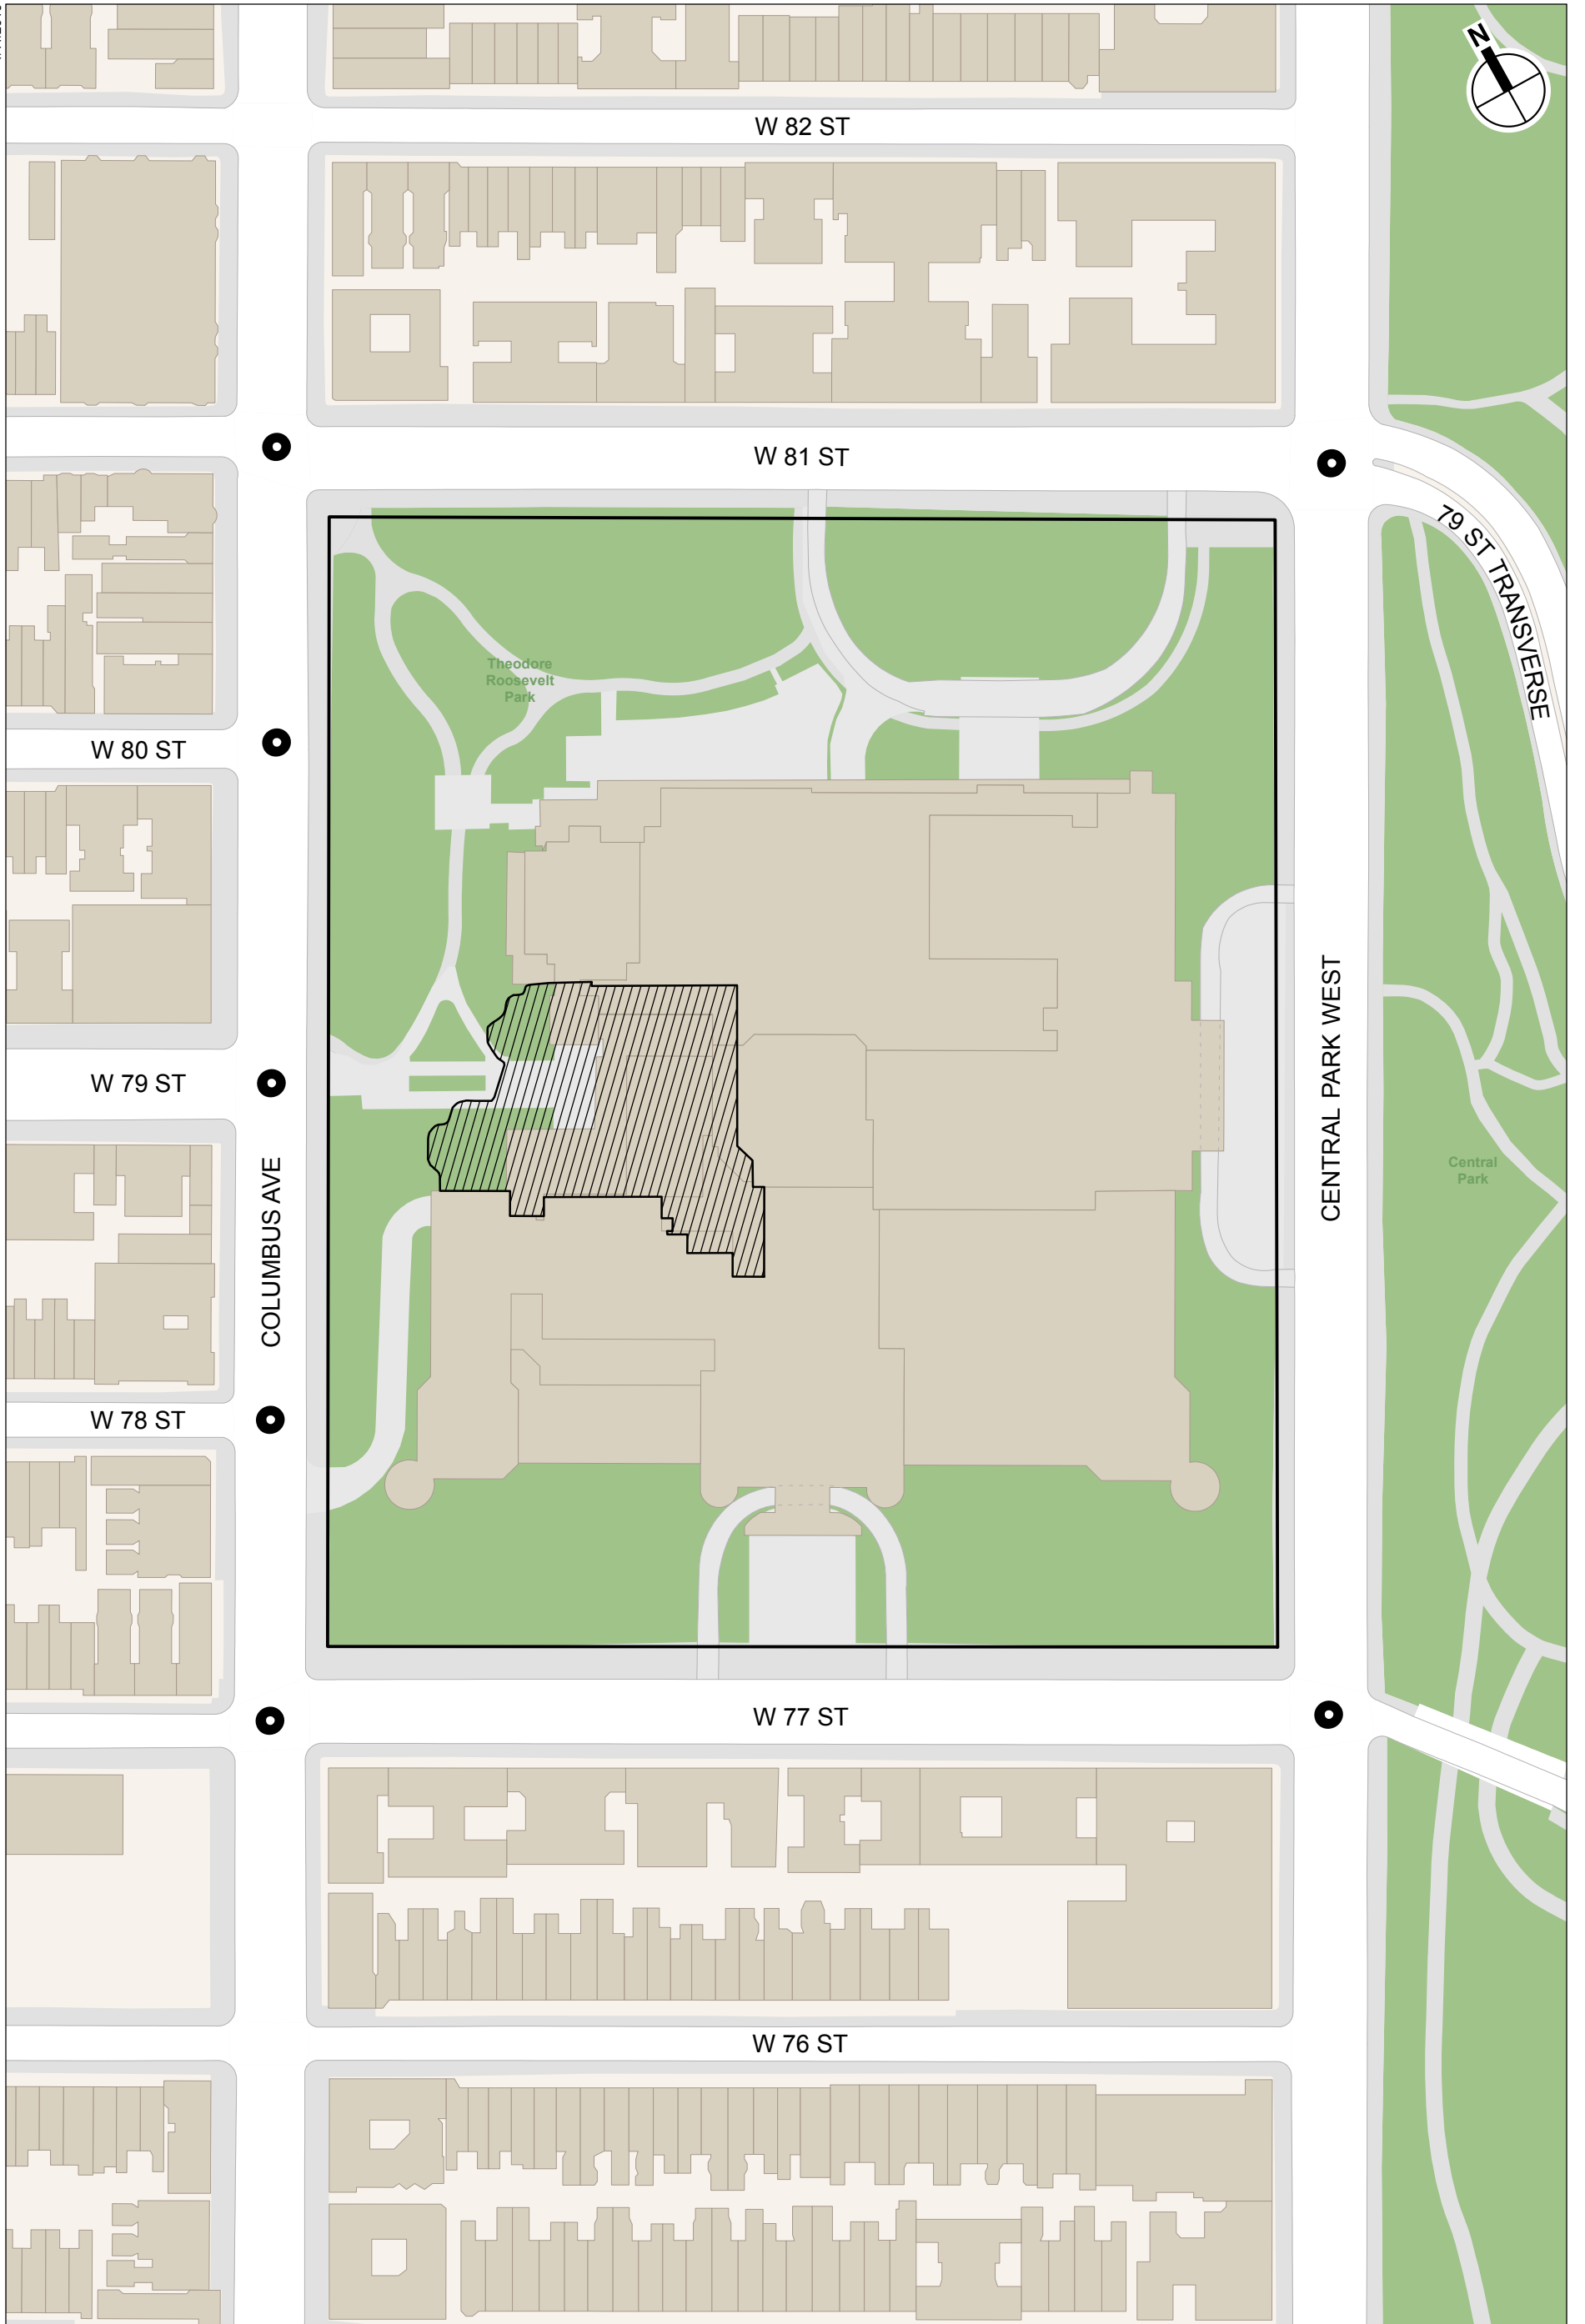 N
W 82 ST
W 81 ST
79 ST TRANSVERSE
Theodore
Roosevelt
Park
W 80 ST
W 79 ST
COLUMBUS AVE
CENTRAL PARK WEST
Central
Park
W 78 ST
W 77 ST
W 76 ST